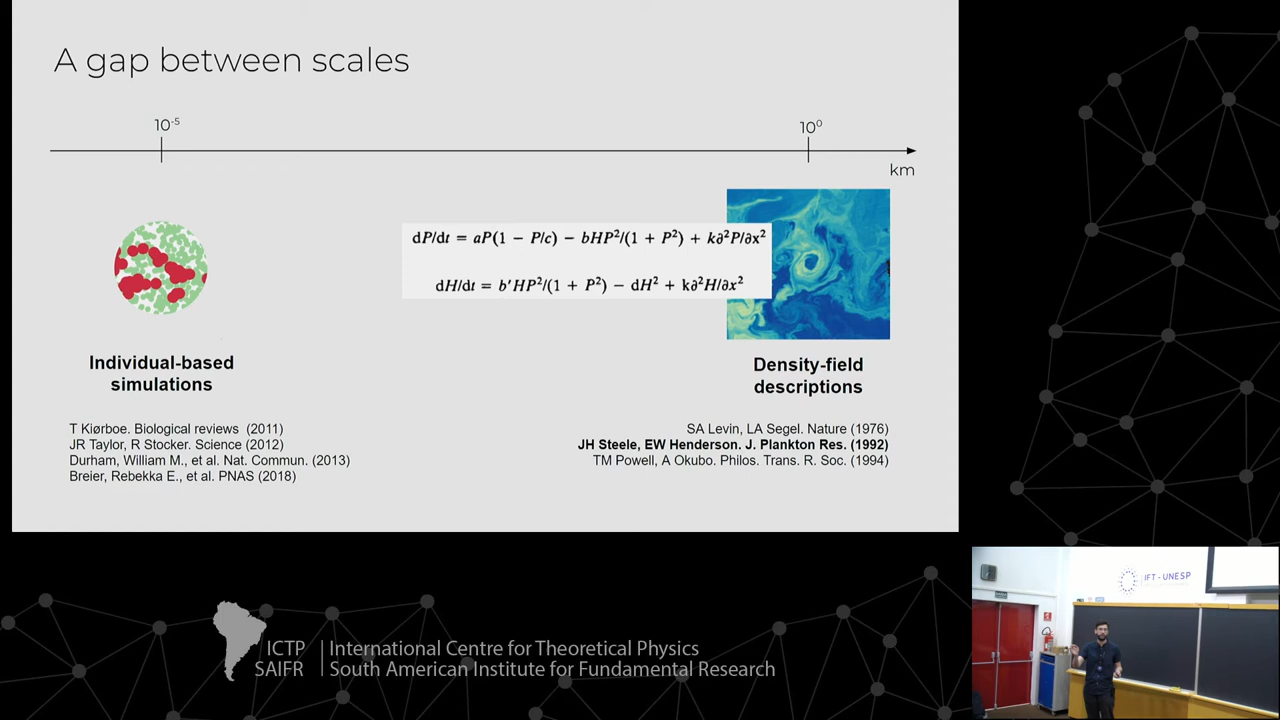 A gap between scales
10⁻⁵
10⁰
km
dP/dt = aP(1 − P/c) − bHP²/(1 + P²) + k∂²P/∂x²
dH/dt = b′HP²/(1 + P²) − dH² + k∂²H/∂x²
Individual-based
simulations
Density-field
descriptions
T Kiørboe. Biological reviews (2011)
JR Taylor, R Stocker. Science (2012)
Durham, William M., et al. Nat. Commun. (2013)
Breier, Rebekka E., et al. PNAS (2018)
SA Levin, LA Segel. Nature (1976)
JH Steele, EW Henderson. J. Plankton Res. (1992)
TM Powell, A Okubo. Philos. Trans. R. Soc. (1994)
IFT - UNESP
ICTP
SAIFR
International Centre for Theoretical Physics
South American Institute for Fundamental Research